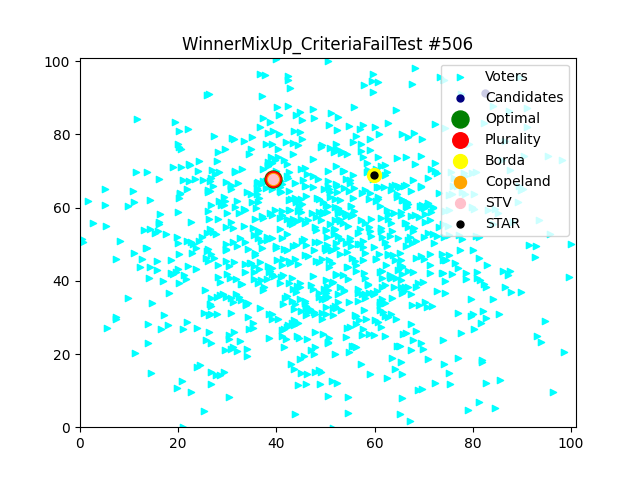 WinnerMixUp_CriteriaFailTest #506
100
80
60
40
20
0
0
20
40
60
80
100
Voters
Candidates
Optimal
Plurality
Borda
Copeland
STV
STAR